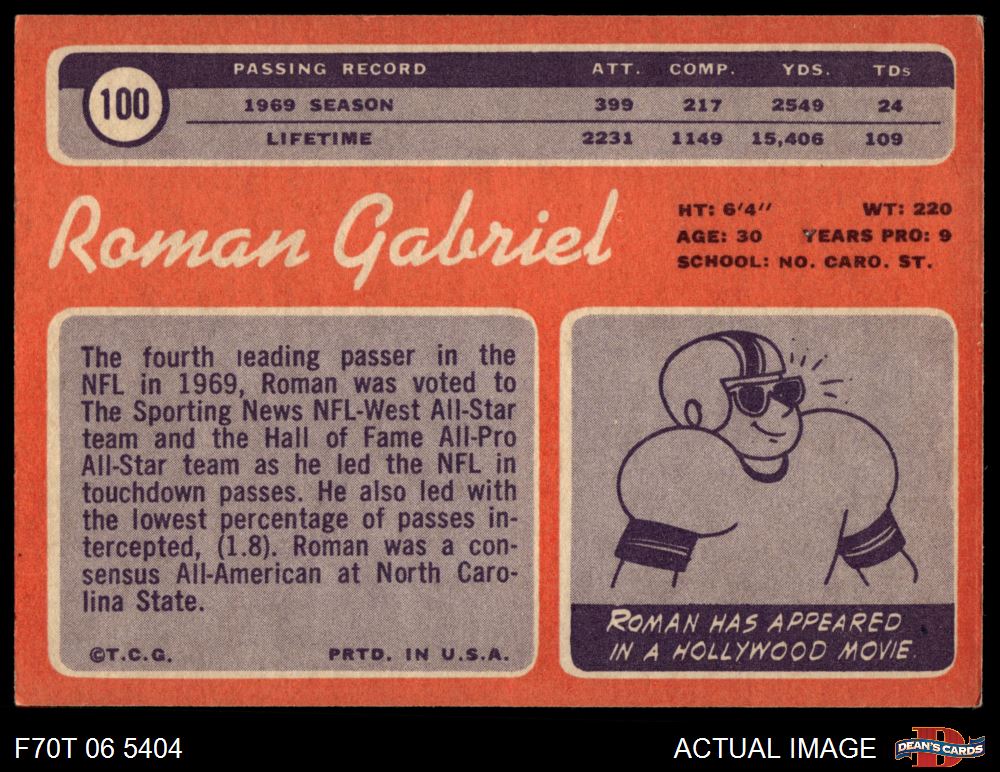 100
PASSING RECORD ATT. COMP. YDS. TDs
1969 SEASON 399 217 2549 24
LIFETIME 2231 1149 15,406 109
Roman Gabriel
HT: 6'4" WT: 220
AGE: 30 YEARS PRO: 9
SCHOOL: NO. CARO. ST.
The fourth leading passer in the
NFL in 1969, Roman was voted to
The Sporting News NFL-West All-Star
team and the Hall of Fame All-Pro
All-Star team as he led the NFL in
touchdown passes. He also led with
the lowest percentage of passes in-
tercepted, (1.8). Roman was a con-
sensus All-American at North Caro-
lina State.
©T.C.G. PRTD. IN U.S.A.
ROMAN HAS APPEARED
IN A HOLLYWOOD MOVIE.
F70T 06 5404
ACTUAL IMAGE
D
DEAN'S CARDS